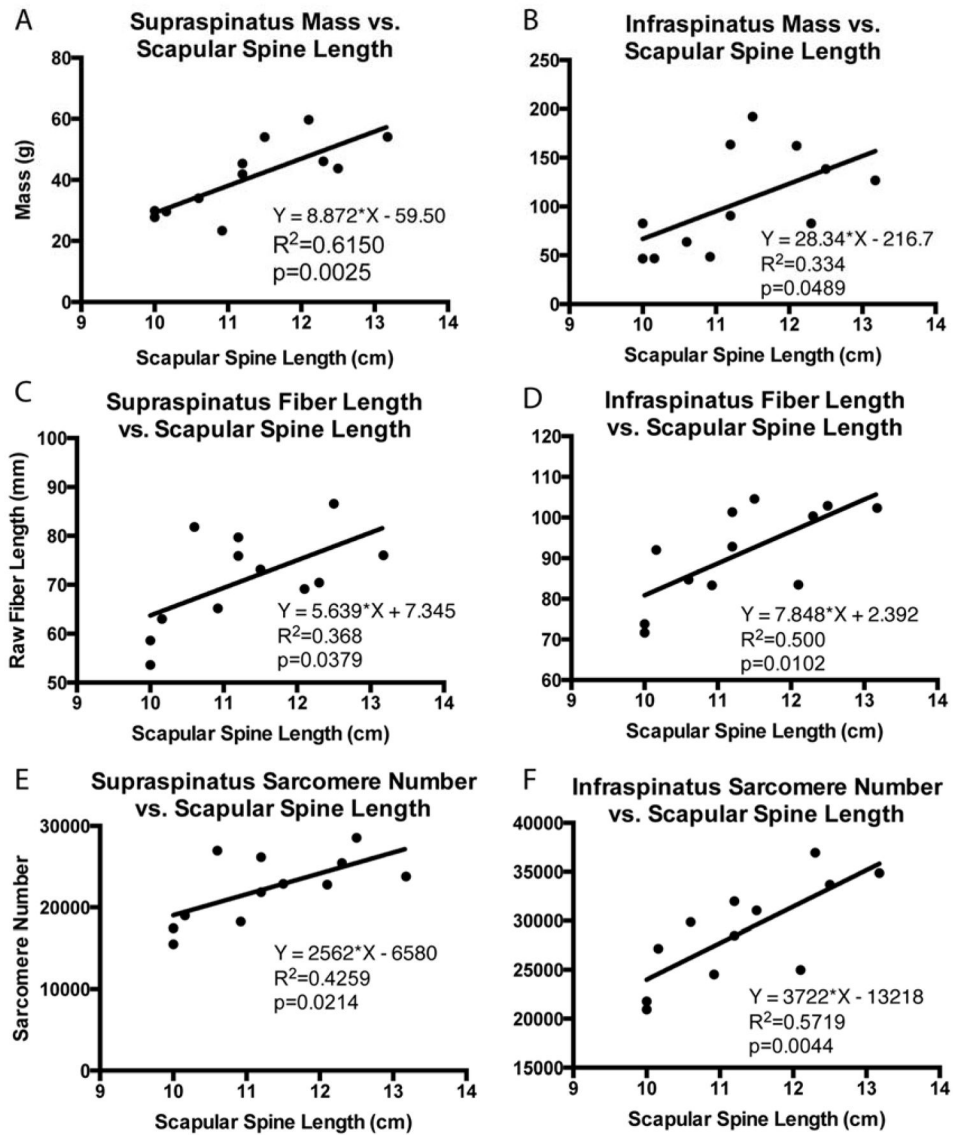 A
Supraspinatus Mass vs.
Scapular Spine Length
80
60
40
20
0
Mass (g)
Y = 8.872*X - 59.50
R²=0.6150
p=0.0025
9 10 11 12 13 14
Scapular Spine Length (cm)
B
Infraspinatus Mass vs.
Scapular Spine Length
250
200
150
100
50
0
Y = 28.34*X - 216.7
R²=0.334
p=0.0489
9 10 11 12 13 14
Scapular Spine Length (cm)
C
Supraspinatus Fiber Length
vs. Scapular Spine Length
100
90
80
70
60
50
Raw Fiber Length (mm)
Y = 5.639*X + 7.345
R²=0.368
p=0.0379
9 10 11 12 13 14
Scapular Spine Length (cm)
D
Infraspinatus Fiber Length
vs. Scapular Spine Length
120
110
100
90
80
70
60
Y = 7.848*X + 2.392
R²=0.500
p=0.0102
9 10 11 12 13 14
Scapular Spine Length (cm)
E
Supraspinatus Sarcomere Number
vs. Scapular Spine Length
30000
20000
10000
0
Sarcomere Number
Y = 2562*X - 6580
R²=0.4259
p=0.0214
9 10 11 12 13 14
Scapular Spine Length (cm)
F
Infraspinatus Sarcomere Number
vs. Scapular Spine Length
40000
35000
30000
25000
20000
15000
Y = 3722*X - 13218
R²=0.5719
p=0.0044
9 10 11 12 13 14
Scapular Spine Length (cm)